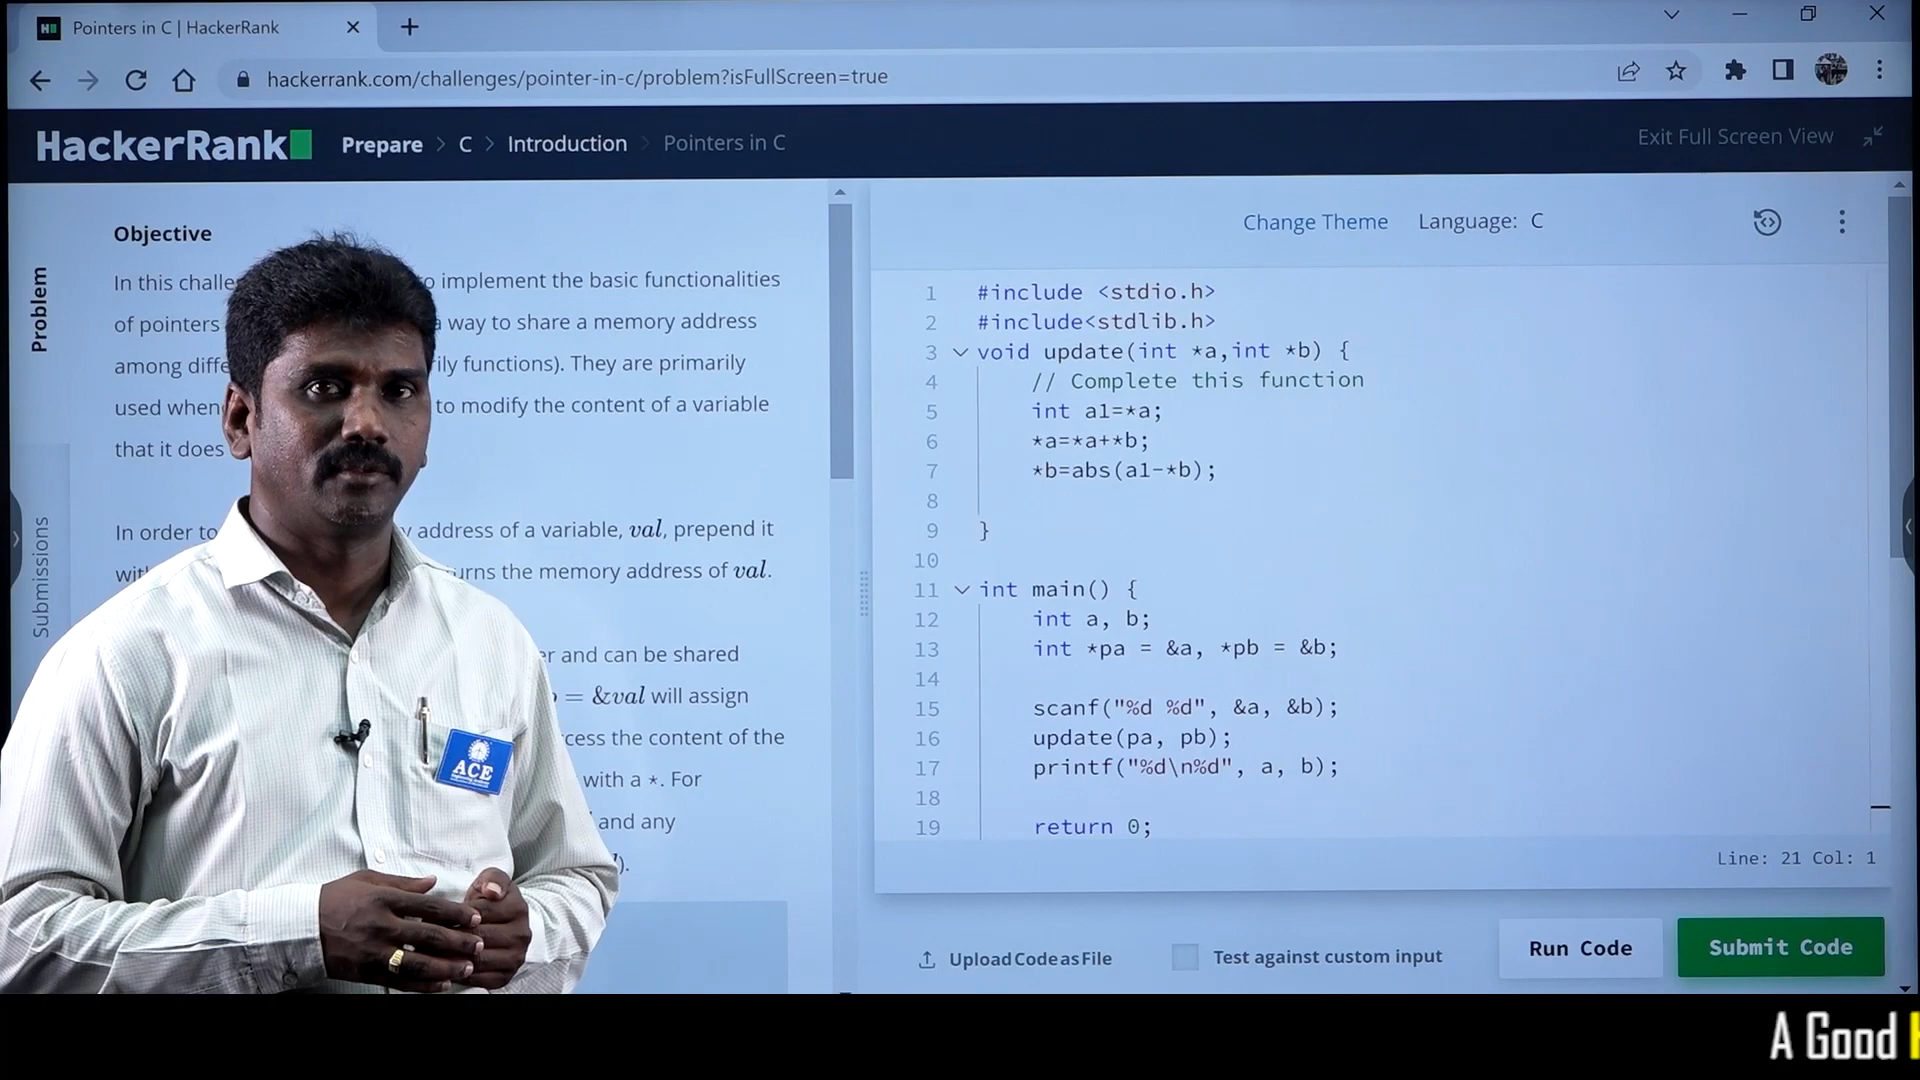 Pointers in C | HackerRank
hackerrank.com/challenges/pointer-in-c/problem?isFullScreen=true
HackerRank
Prepare > C > Introduction > Pointers in C
Exit Full Screen View
Problem
Submissions
Objective
In this challe o implement the basic functionalities
of pointers a way to share a memory address
among diffe ily functions). They are primarily
used when to modify the content of a variable
that it does
In order to y address of a variable, val, prepend it
wit urns the memory address of val.
er and can be shared
= &val will assign
cess the content of the
with a *. For
and any
).
ACE
Change Theme Language: C
1 #include <stdio.h>
2 #include<stdlib.h>
3 void update(int *a,int *b) {
4 // Complete this function
5 int a1=*a;
6 *a=*a+*b;
7 *b=abs(a1-*b);
8
9 }
10
11 int main() {
12 int a, b;
13 int *pa = &a, *pb = &b;
14
15 scanf("%d %d", &a, &b);
16 update(pa, pb);
17 printf("%d\n%d", a, b);
18
19 return 0;
Line: 21 Col: 1
Upload Code as File
Test against custom input
Run Code
Submit Code
A Good